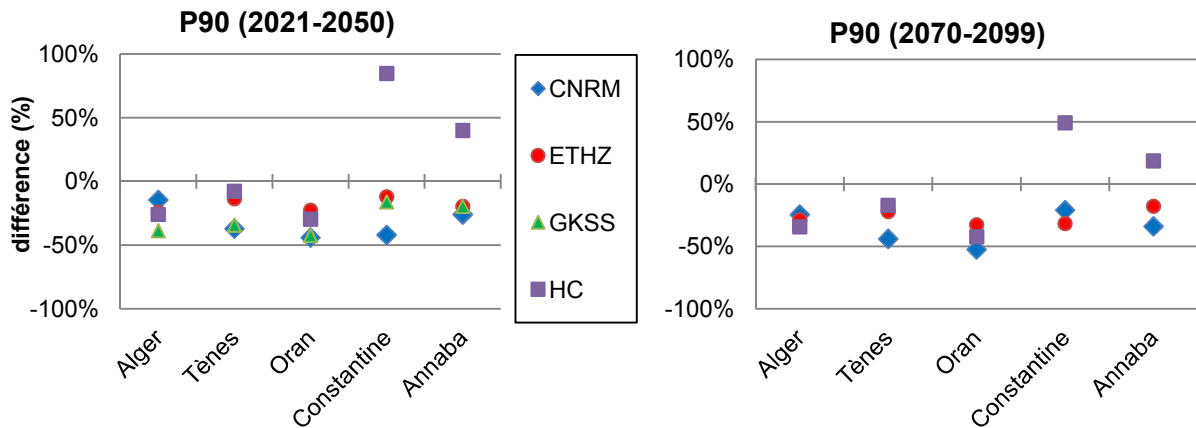 P90 (2021-2050)
différence (%)
100%
50%
0%
-50%
-100%
Alger
Tènes
Oran
Constantine
Annaba
CNRM
ETHZ
GKSS
HC
P90 (2070-2099)
100%
50%
0%
-50%
-100%
Alger
Tènes
Oran
Constantine
Annaba